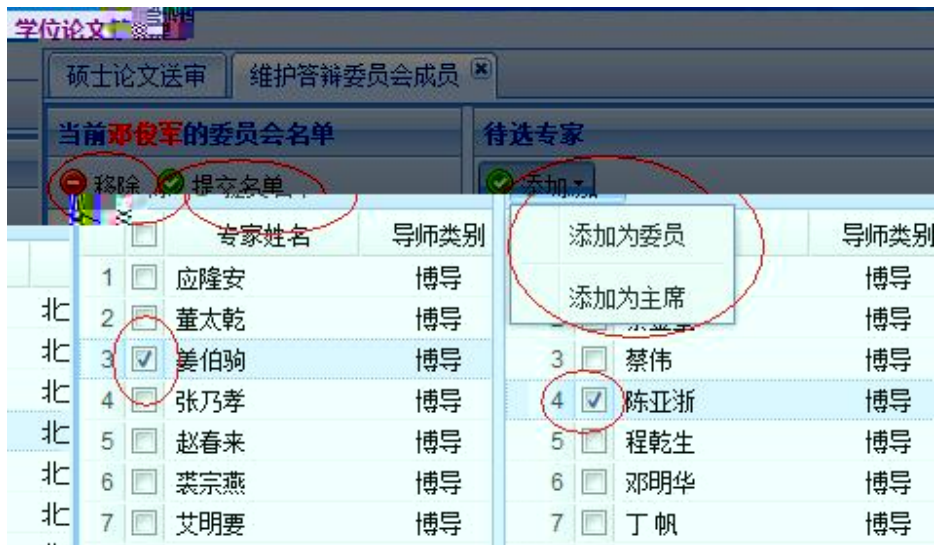 学位论文
硕士论文送审 维护答辩委员会成员
当前邓俊军的委员会名单 待选专家
移除 提交名单 添加
专家姓名 导师类别 添加为委员 导师类别
1 应隆安 博导
添加为主席 博导
北 2 董太乾 博导 博导
北 3 姜伯驹 博导 3 蔡伟 博导
北 4 张乃孝 博导 4 陈亚浙 博导
北 5 赵春来 博导 5 程乾生 博导
北 6 裘宗燕 博导 6 邓明华 博导
北 7 艾明要 博导 7 丁帆 博导